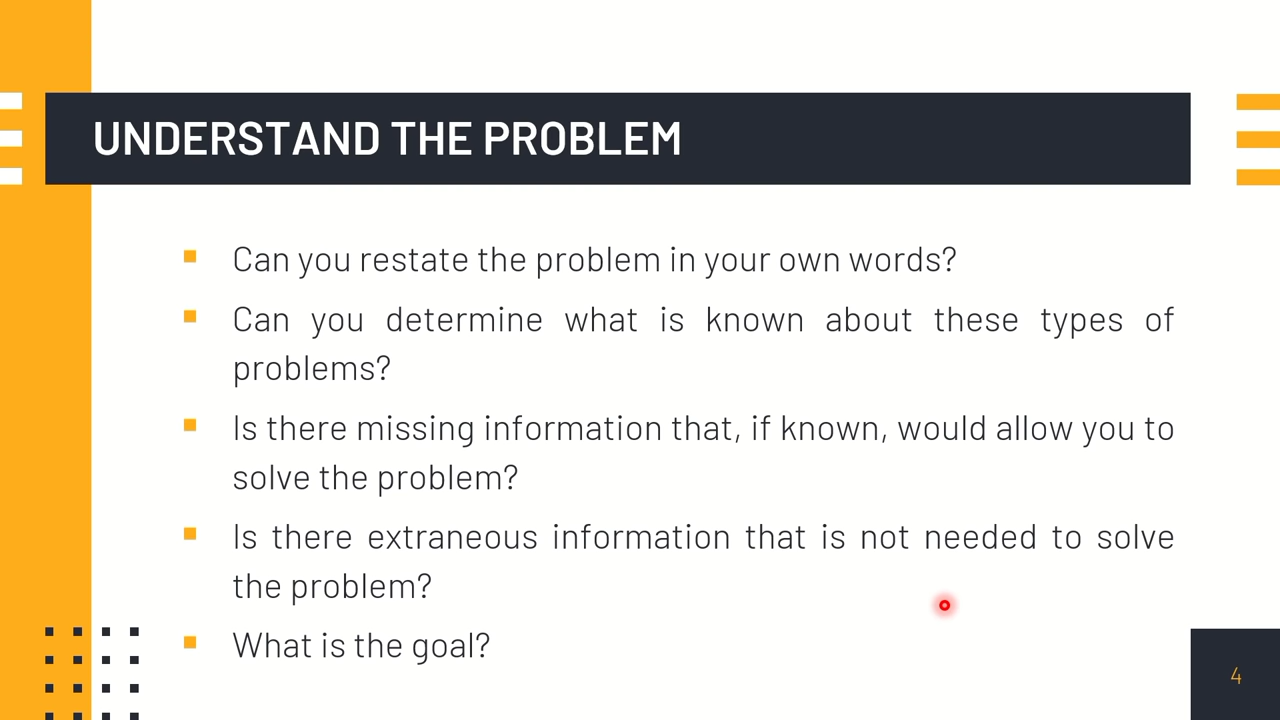 UNDERSTAND THE PROBLEM
Can you restate the problem in your own words?
Can you determine what is known about these types of
problems?
Is there missing information that, if known, would allow you to
solve the problem?
Is there extraneous information that is not needed to solve
the problem?
What is the goal?
4